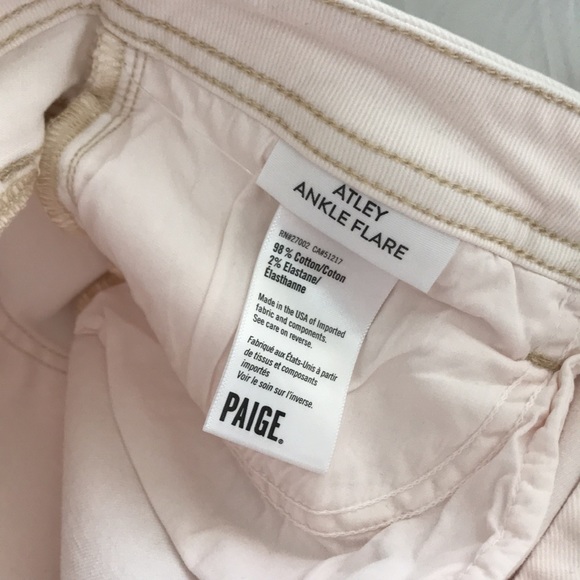 ATLEY
ANKLE FLARE
RN#27002 CA#51217
98% Cotton/Coton
2% Elastane/
Élasthanne
Made in the USA of Imported
fabric and components.
See care on reverse.
Fabriqué aux États-Unis à partir
de tissus et composants
importés
Voir le soin sur l'inverse.
PAIGE®